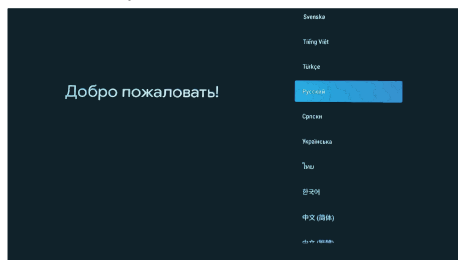 Svenska
Tiếng Việt
Türkçe
Добро пожаловать!
Русский
Српски
Українська
ไทย
한국어
中文 (简体)